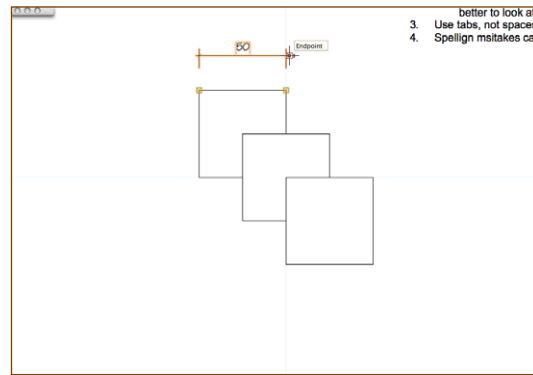 better to look at
3. Use tabs, not spaces
4. Spellign msitakes ca
50
Endpoint